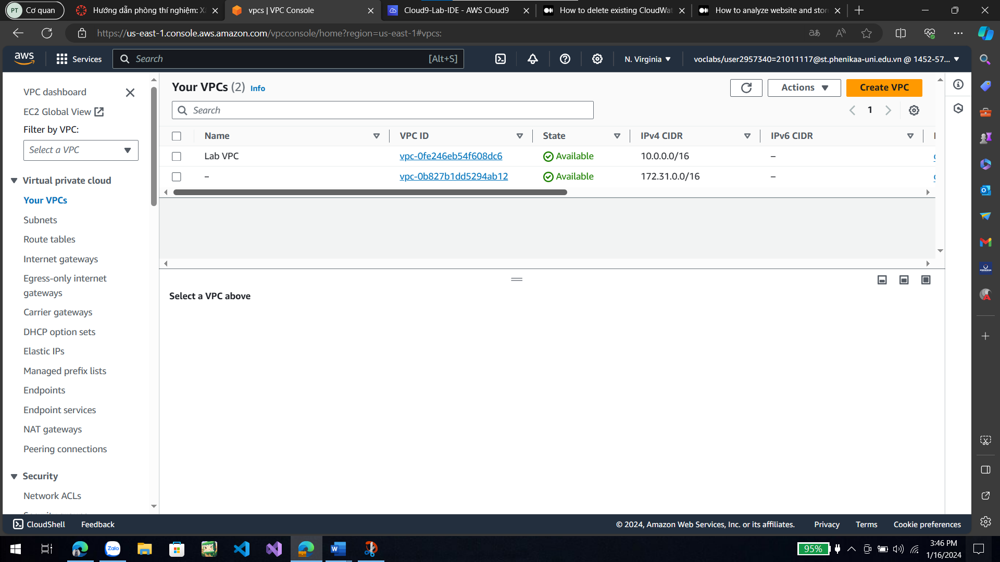 PT Cơ quan
Hướng dẫn phòng thí nghiệm: X
vpcs | VPC Console
Cloud9-Lab-IDE - AWS Cloud9
How to delete existing CloudWat
How to analyze website and stor
https://us-east-1.console.aws.amazon.com/vpcconsole/home?region=us-east-1#vpcs:
aws
Services
Search
[Alt+S]
N. Virginia
voclabs/user2957340=21011117@st.phenikaa-uni.edu.vn @ 1452-57...
VPC dashboard
EC2 Global View
Filter by VPC:
Select a VPC
Virtual private cloud
Your VPCs
Subnets
Route tables
Internet gateways
Egress-only internet
gateways
Carrier gateways
DHCP option sets
Elastic IPs
Managed prefix lists
Endpoints
Endpoint services
NAT gateways
Peering connections
Security
Network ACLs
Your VPCs (2) Info
Actions
Create VPC
Search
1
Name VPC ID State IPv4 CIDR IPv6 CIDR
Lab VPC vpc-0fe246eb54f608dc6 Available 10.0.0.0/16 –
– vpc-0b827b1dd5294ab12 Available 172.31.0.0/16 –
Select a VPC above
CloudShell
Feedback
© 2024, Amazon Web Services, Inc. or its affiliates.
Privacy
Terms
Cookie preferences
Zalo
95%
3:46 PM
1/16/2024